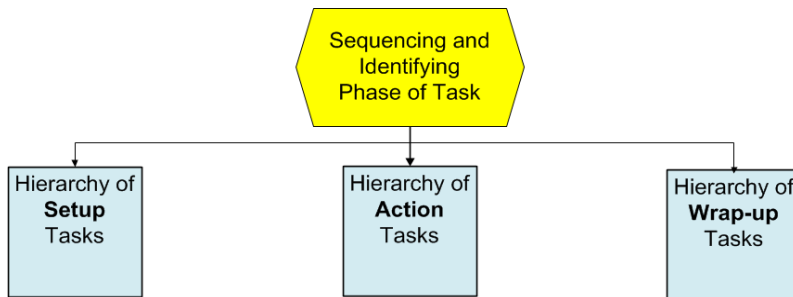 Sequencing and
Identifying
Phase of Task
Hierarchy of
Setup
Tasks
Hierarchy of
Action
Tasks
Hierarchy of
Wrap-up
Tasks